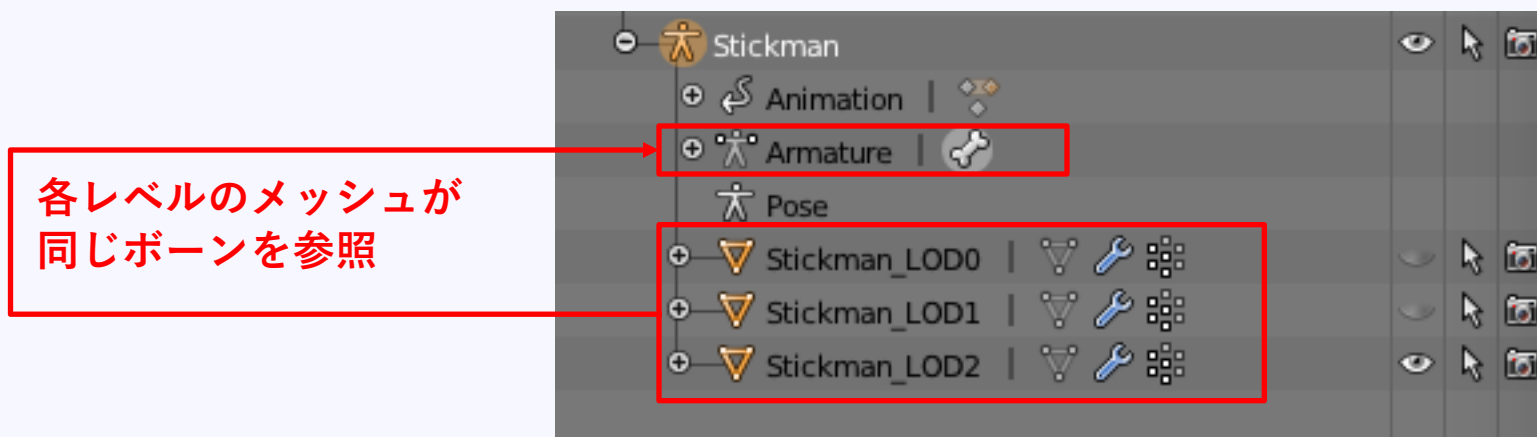 Stickman
Animation
Armature
各レベルのメッシュが
同じボーンを参照
Pose
Stickman_LOD0
Stickman_LOD1
Stickman_LOD2